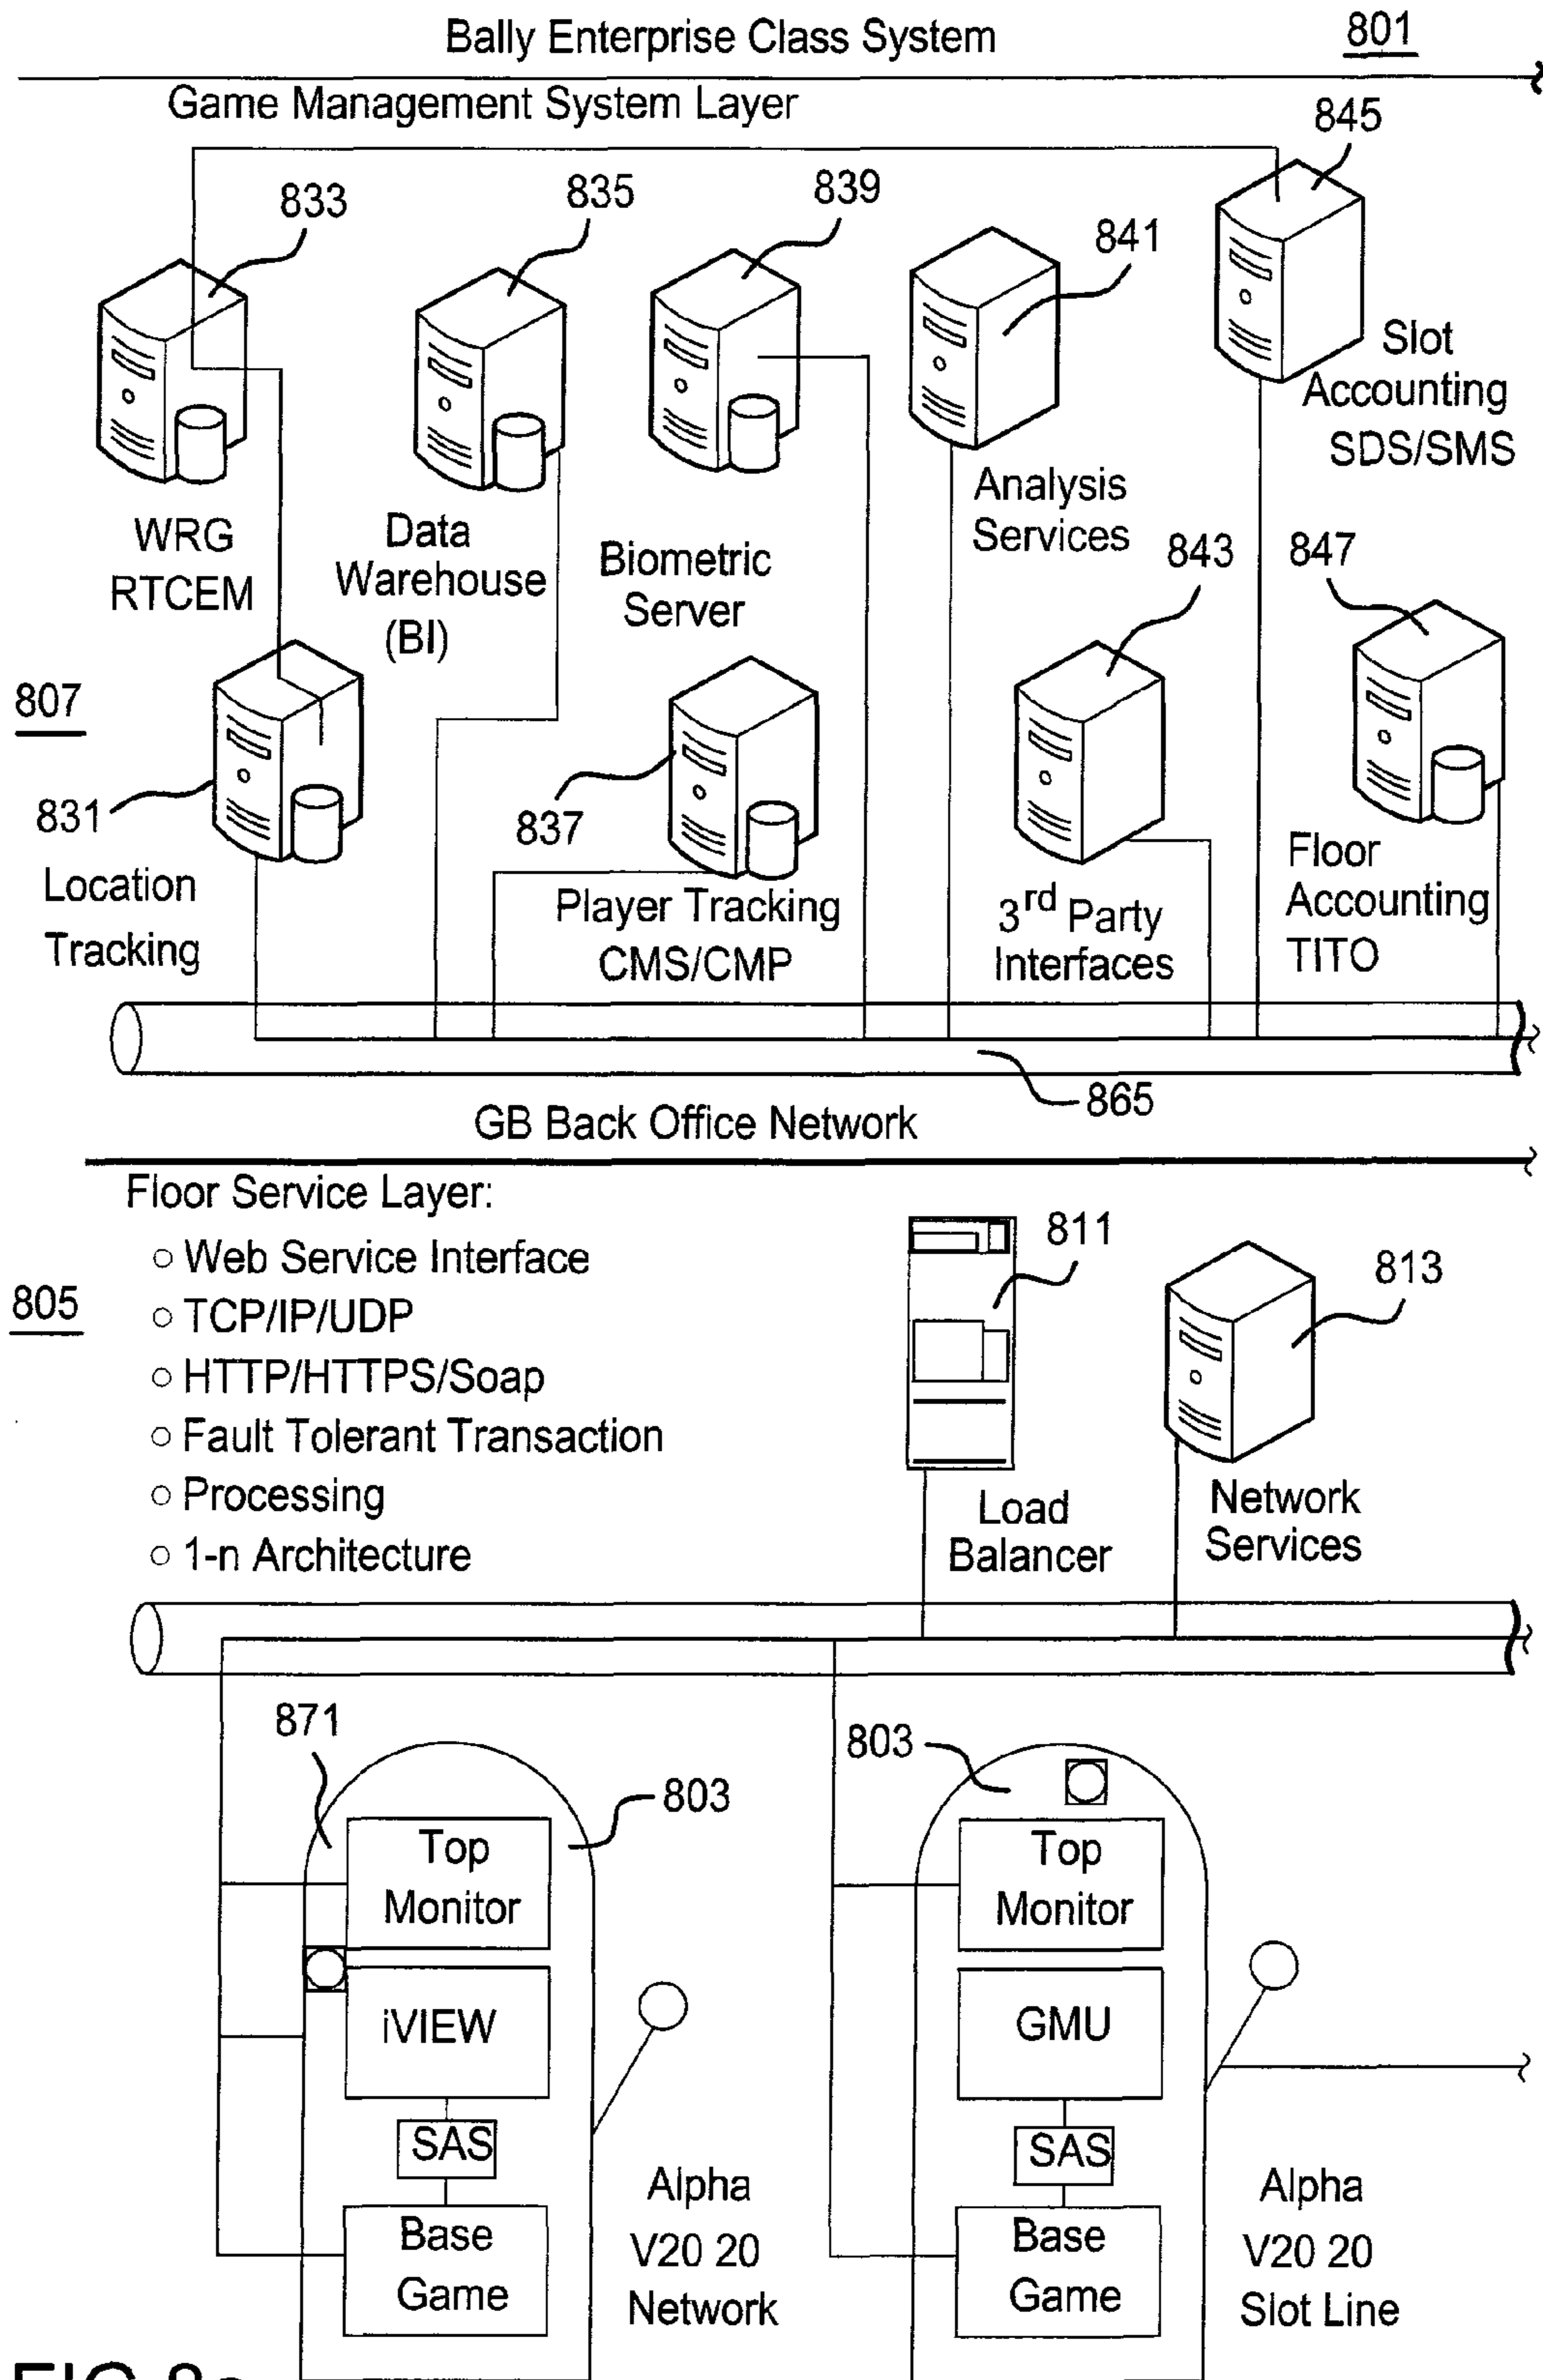 Bally Enterprise Class System
801
Game Management System Layer
845
833
835
839
841
Slot
Accounting
SDS/SMS
Analysis
Services
WRG
RTCEM
Data
Warehouse
(BI)
Biometric
Server
843
847
807
831
837
Location
Tracking
Player Tracking
CMS/CMP
3rd Party
Interfaces
Floor
Accounting
TITO
865
GB Back Office Network
Floor Service Layer:
○ Web Service Interface
○ TCP/IP/UDP
○ HTTP/HTTPS/Soap
○ Fault Tolerant Transaction
○ Processing
○ 1-n Architecture
805
811
813
Load
Balancer
Network
Services
871
803
Top
Monitor
iVIEW
SAS
Base
Game
Alpha
V20 20
Network
803
Top
Monitor
GMU
SAS
Base
Game
Alpha
V20 20
Slot Line